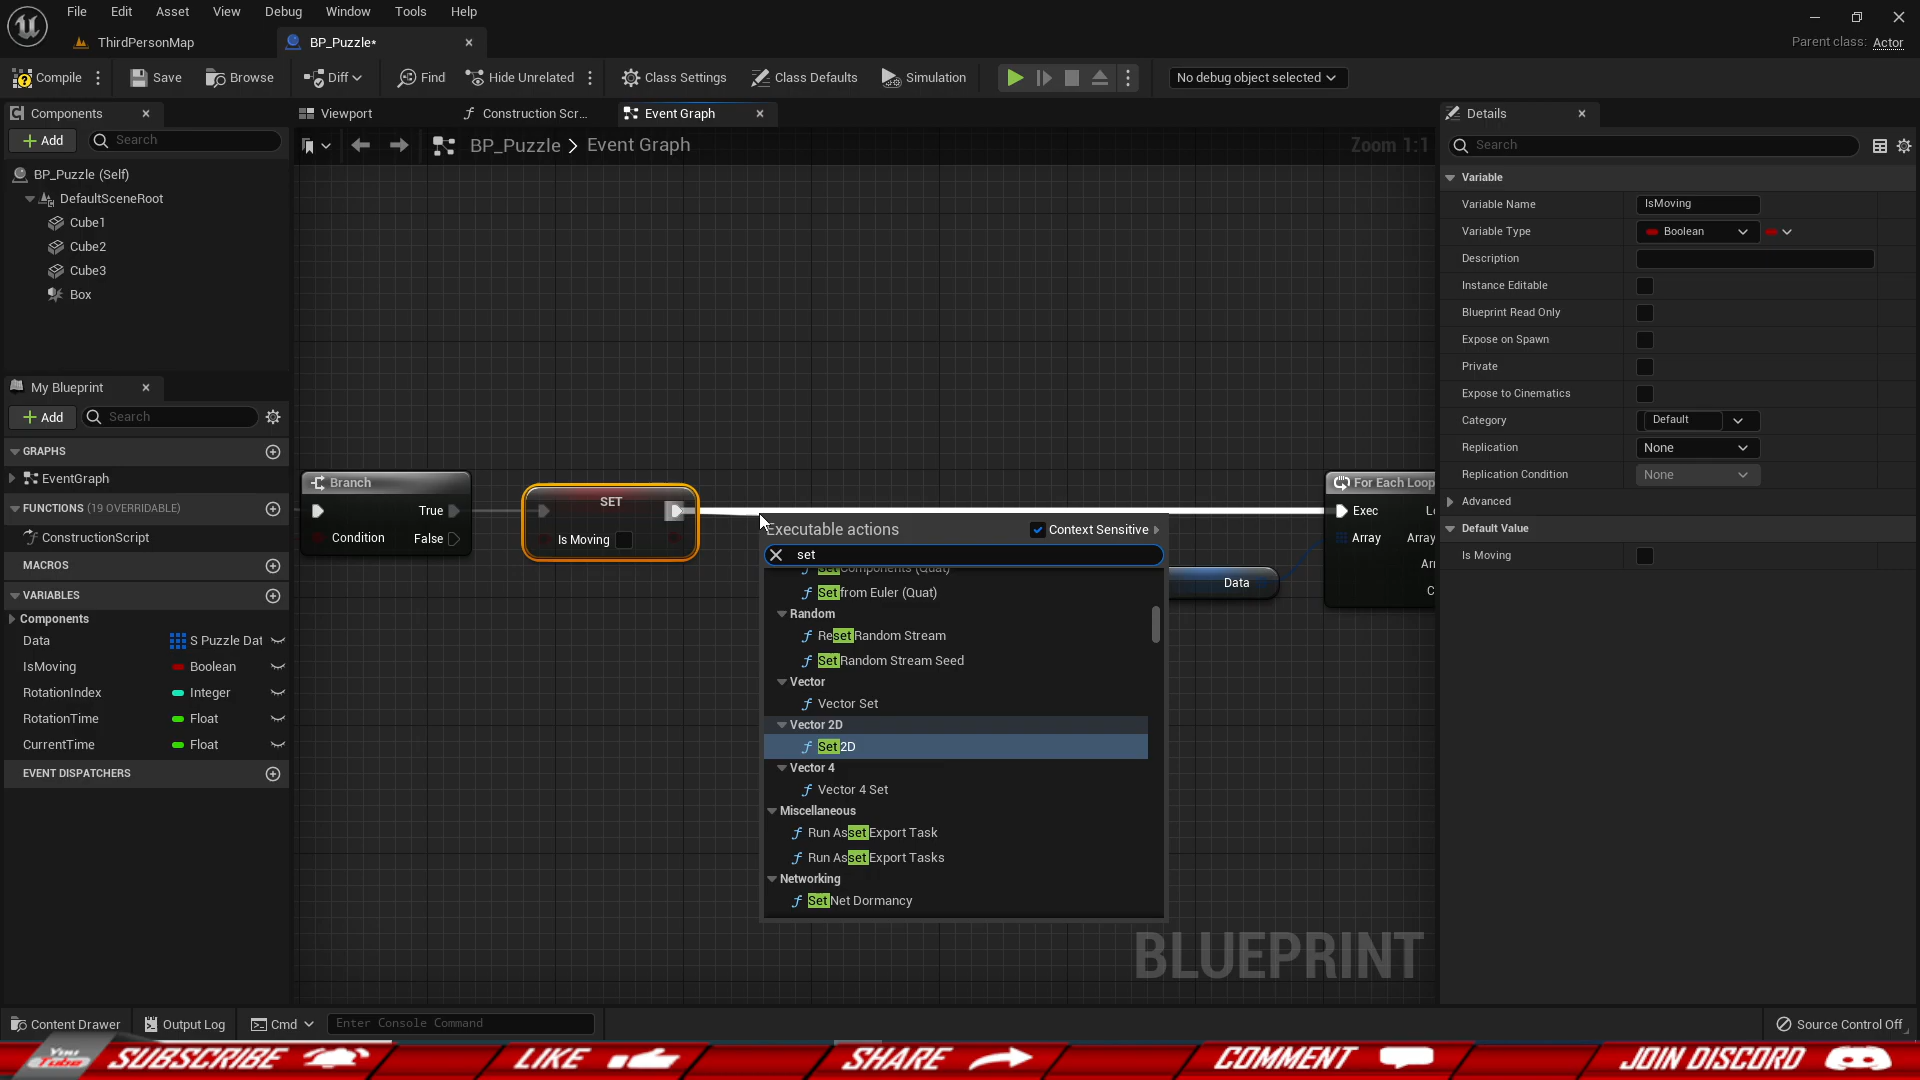 File Edit Asset View Debug Window Tools Help
ThirdPersonMap
BP_Puzzle*
Parent class: Actor
Compile
Save
Browse
Diff
Find
Hide Unrelated
Class Settings
Class Defaults
Simulation
No debug object selected
Components
Add
Search
BP_Puzzle (Self)
DefaultSceneRoot
Cube1
Cube2
Cube3
Box
My Blueprint
Add
Search
GRAPHS
EventGraph
FUNCTIONS (19 OVERRIDABLE)
ConstructionScript
MACROS
VARIABLES
Components
Data S Puzzle Dat
IsMoving Boolean
RotationIndex Integer
RotationTime Float
CurrentTime Float
EVENT DISPATCHERS
Viewport
Construction Scr...
Event Graph
BP_Puzzle > Event Graph
Zoom 1:1
Branch
True
Condition
False
SET
Is Moving
Data
For Each Loop
Exec
Array
Array
Executable actions
Context Sensitive
set
Set Components (Quat)
Set from Euler (Quat)
Random
Reset Random Stream
Set Random Stream Seed
Vector
Vector Set
Vector 2D
Set 2D
Vector 4
Vector 4 Set
Miscellaneous
Run Asset Export Task
Run Asset Export Tasks
Networking
Set Net Dormancy
BLUEPRINT
Details
Search
Variable
Variable Name IsMoving
Variable Type Boolean
Description
Instance Editable
Blueprint Read Only
Expose on Spawn
Private
Expose to Cinematics
Category Default
Replication None
Replication Condition None
Advanced
Default Value
Is Moving
Content Drawer
Output Log
Cmd
Enter Console Command
Source Control Off
You Tube SUBSCRIBE
LIKE
SHARE
COMMENT
JOIN DISCORD